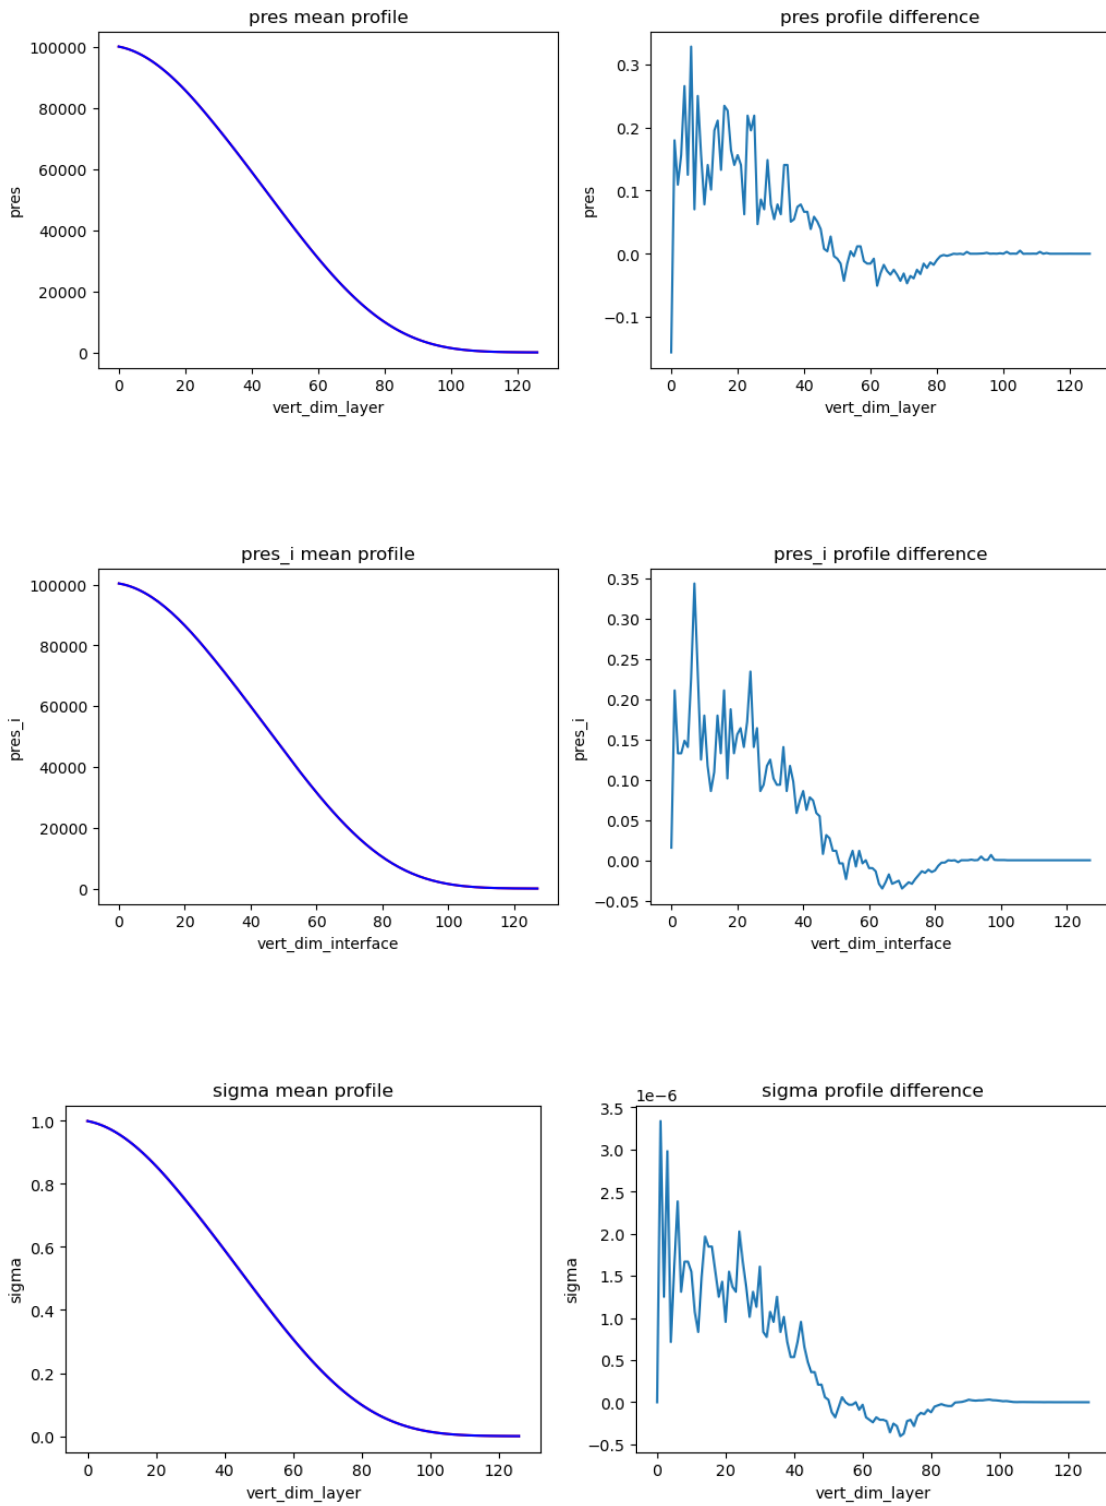 pres mean profile
pres
100000
80000
60000
40000
20000
0
0 20 40 60 80 100 120
vert_dim_layer
pres profile difference
pres
0.3
0.2
0.1
0.0
−0.1
0 20 40 60 80 100 120
vert_dim_layer
pres_i mean profile
pres_i
100000
80000
60000
40000
20000
0
0 20 40 60 80 100 120
vert_dim_interface
pres_i profile difference
pres_i
0.35
0.30
0.25
0.20
0.15
0.10
0.05
0.00
−0.05
0 20 40 60 80 100 120
vert_dim_interface
sigma mean profile
sigma
1.0
0.8
0.6
0.4
0.2
0.0
0 20 40 60 80 100 120
vert_dim_layer
sigma profile difference
1e−6
sigma
3.5
3.0
2.5
2.0
1.5
1.0
0.5
0.0
−0.5
0 20 40 60 80 100 120
vert_dim_layer